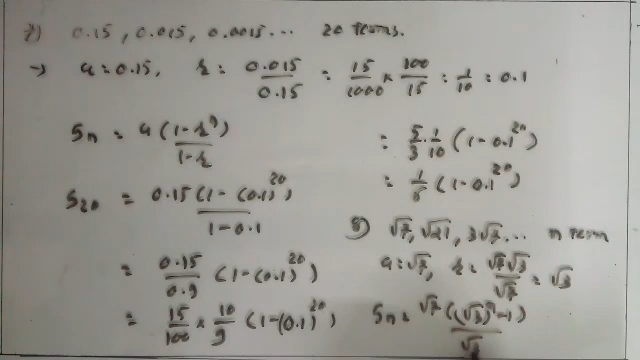 7) 0.15, 0.015, 0.0015... 20 terms.
→ a = 0.15, r = 0.015/0.15 = 15/1000 × 100/15 = 1/10 = 0.1
Sn = a(1-r^n)/1-r
S20 = 0.15(1-(0.1)^20)/1-0.1
= 0.15/0.9 (1-(0.1)^20)
= 15/100 × 10/9 (1-(0.1)^20)
= 5/3 · 1/10 (1-0.1^20)
= 1/6 (1-0.1^20)
8) √7, √21, 3√7... n term
a = √7, r = √7√3/√7 = √3
Sn = √7((√3)^n-1)/√3